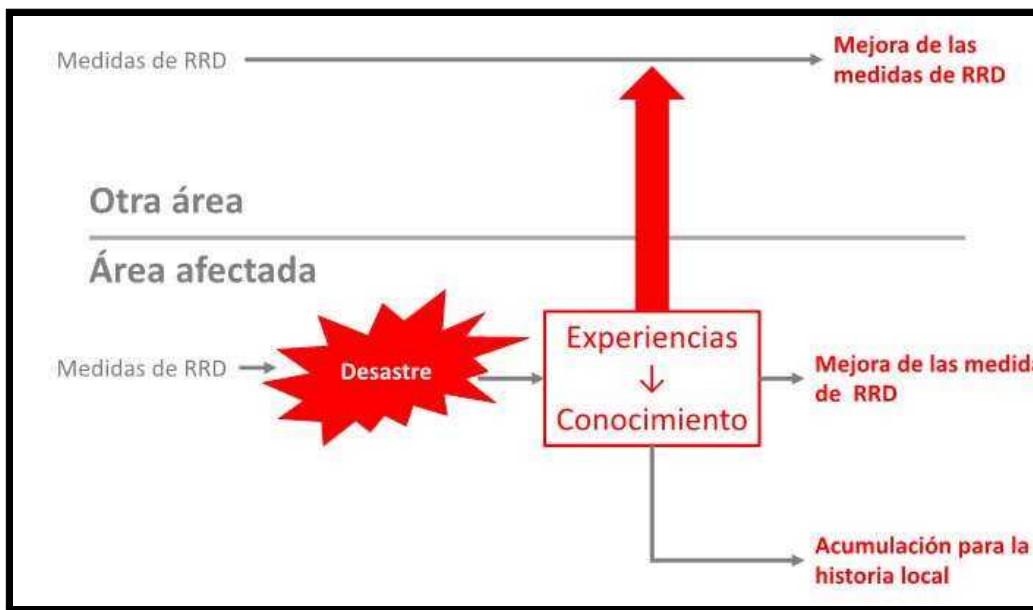 Medidas de RRD
Mejora de las
medidas de RRD
Otra área
Área afectada
Medidas de RRD
Desastre
Experiencias
Conocimiento
Mejora de las medida
de RRD
Acumulación para la
historia local